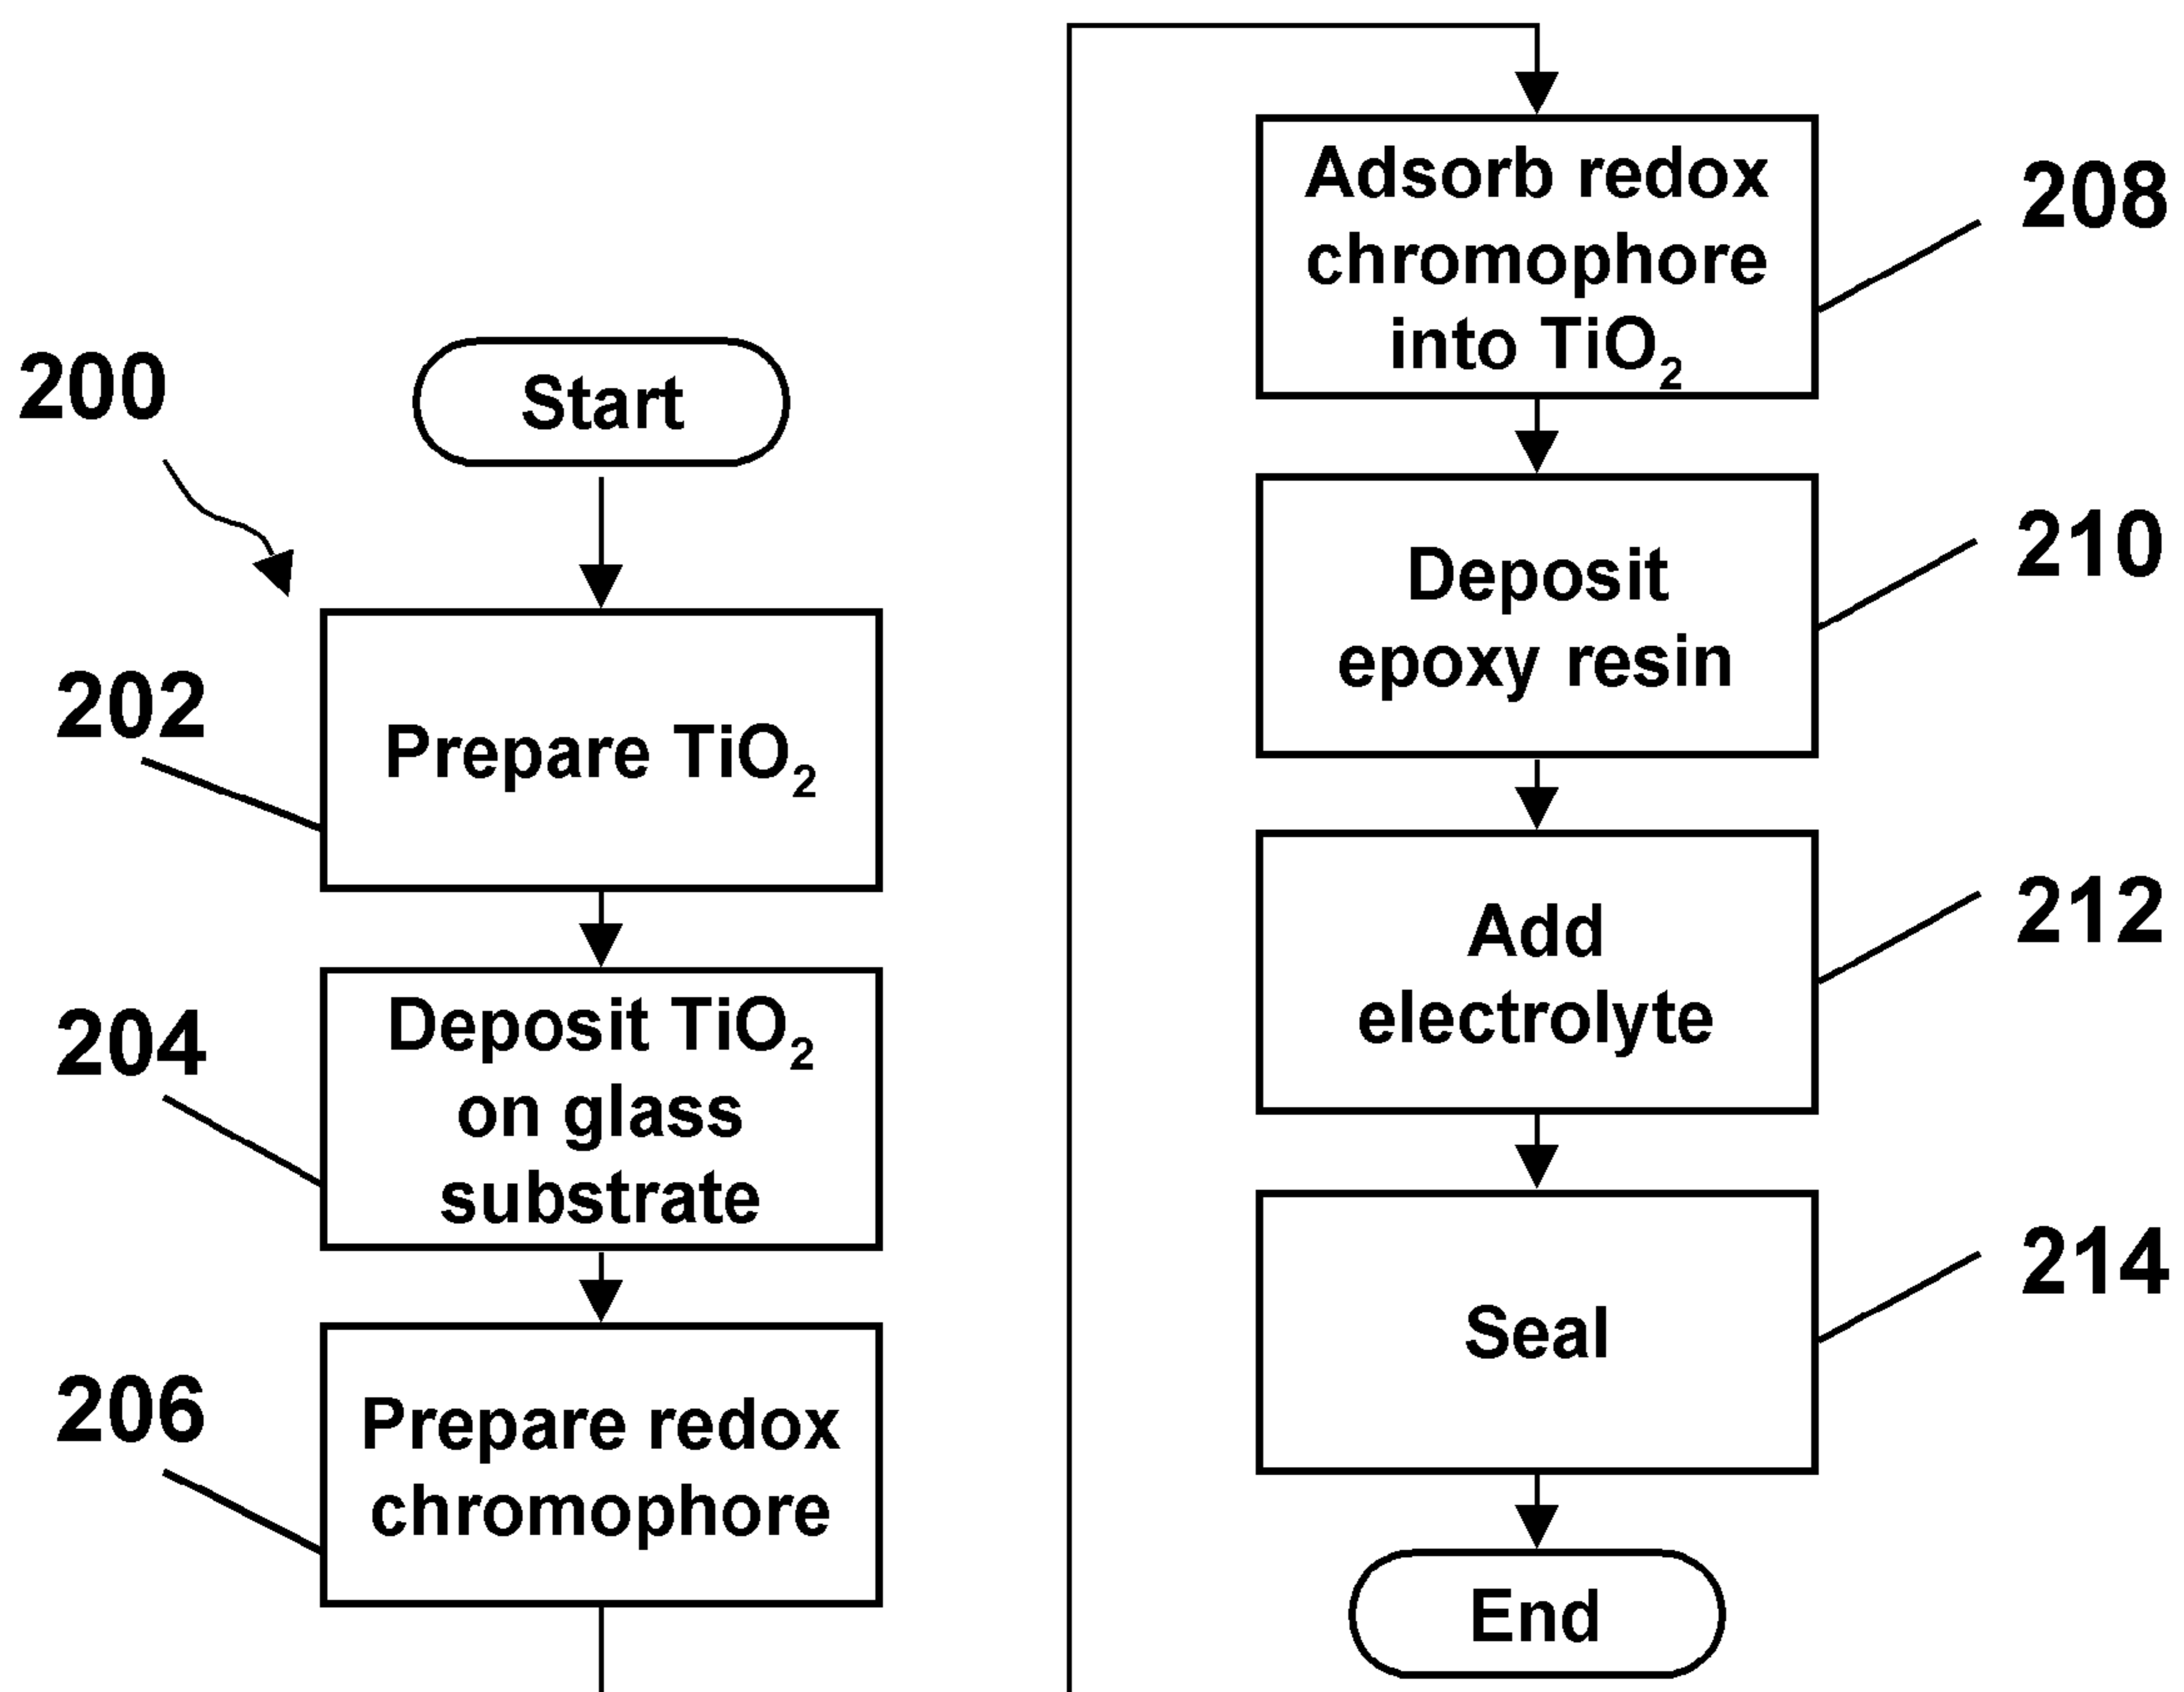 200
Start
202
Prepare TiO₂
204
Deposit TiO₂
on glass
substrate
206
Prepare redox
chromophore
Adsorb redox
chromophore
into TiO₂
208
Deposit
epoxy resin
210
Add
electrolyte
212
Seal
214
End